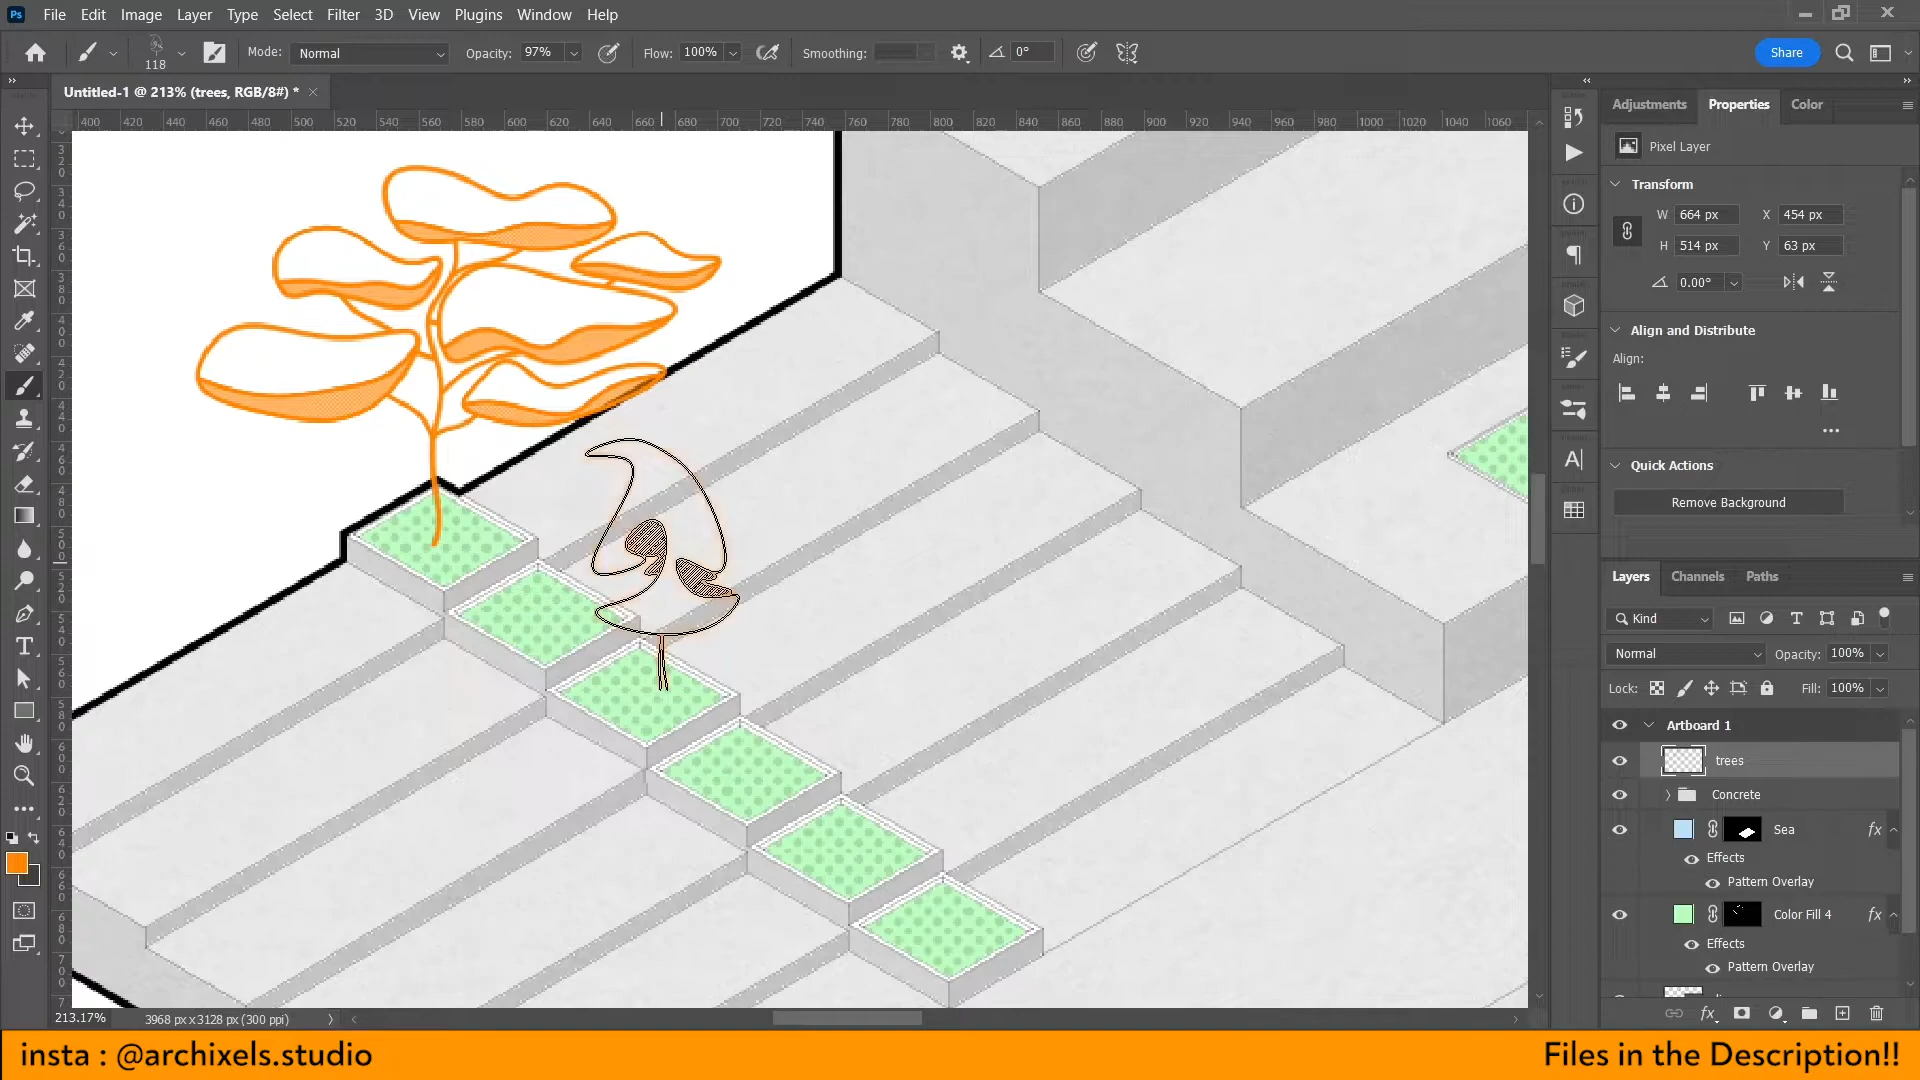 Ps File Edit Image Layer Type Select Filter 3D View Plugins Window Help
118 Mode: Normal Opacity: 97% Flow: 100% Smoothing: 0° Share
Untitled-1 @ 213% (trees, RGB/8#) * ×
400 420 440 460 480 500 520 540 560 580 600 620 640 660 680 700 720 740 760 780 800 820 840 860 880 900 920 940 960 980 1000 1020 1040 1060
Adjustments Properties Color
Pixel Layer
Transform
W 664 px X 454 px
H 514 px Y 63 px
0.00°
Align and Distribute
Align:
Quick Actions
Remove Background
Layers Channels Paths
Kind
Normal Opacity: 100%
Lock: Fill: 100%
Artboard 1
trees
Concrete
Sea fx
Effects
Pattern Overlay
Color Fill 4 fx
Effects
Pattern Overlay
213.17% 3968 px x 3128 px (300 ppi)
insta : @archixels.studio
Files in the Description!!